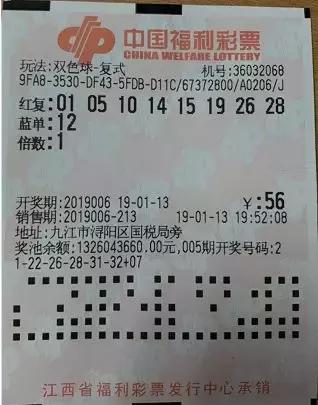 中国福利彩票
CHINA WELFARE LOTTERY
玩法:双色球-复式 机号:36032068
9FA8-3530-DF43-5FDB-D11C/67372800/A0206/J
红复:01 05 10 14 15 19 26 28
蓝单:12
倍数:1
开奖期:2019006 19-01-13 ¥:56
销售期:2019006-213 19-01-13 19:52:08
地址:九江市浔阳区国税局旁
奖池余额:1326043660.00元,005期开奖号码:2
1-22-26-28-31-32+07
江西省福利彩票发行中心承销